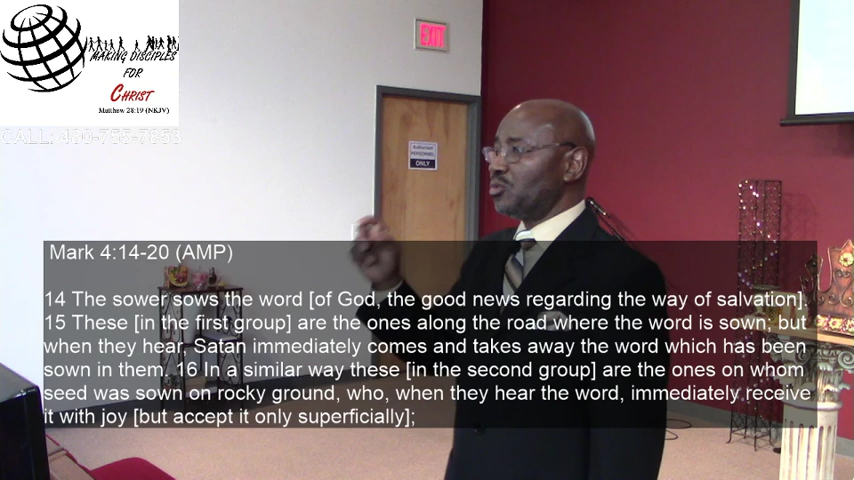 MAKING DISCIPLES
FOR
CHRIST
Matthew 28:19 (NKJV)
EXIT
Authorized
PERSONNEL
ONLY
Mark 4:14-20 (AMP)
14 The sower sows the word [of God, the good news regarding the way of salvation].
15 These [in the first group] are the ones along the road where the word is sown; but
when they hear, Satan immediately comes and takes away the word which has been
sown in them. 16 In a similar way these [in the second group] are the ones on whom
seed was sown on rocky ground, who, when they hear the word, immediately receive
it with joy [but accept it only superficially];